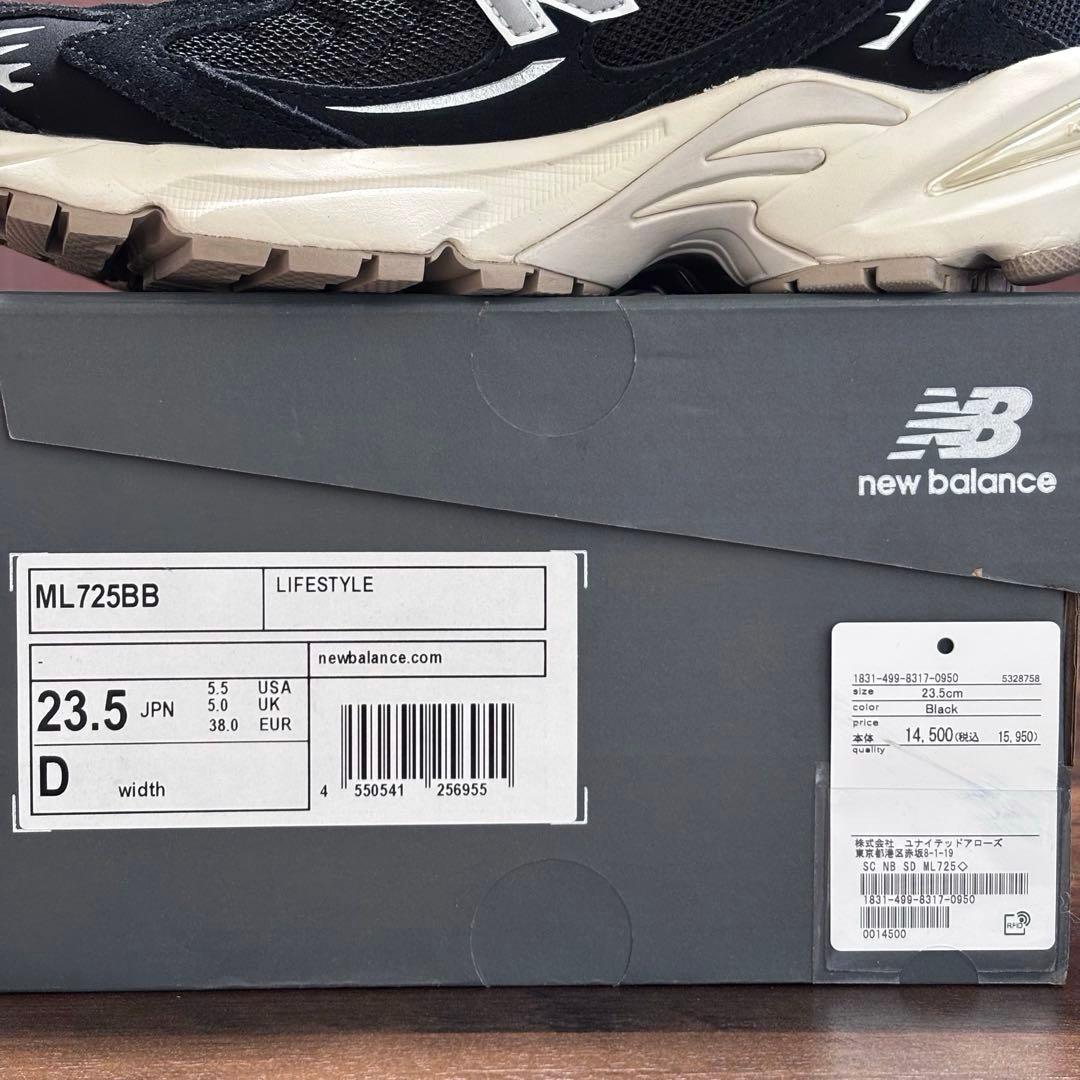 N
NB
new balance
ML725BB
LIFESTYLE
-
newbalance.com
23.5 JPN
5.5 USA
5.0 UK
38.0 EUR
D width
4 550541 256955
1831-499-8317-0950 5328758
size 23.5cm
color Black
price
本体 14,500(税込 15,950)
quality
株式会社 ユナイテッドアローズ
東京都港区赤坂8-1-19
SC NB SD ML725◇
1831-499-8317-0950
0014500
RFID